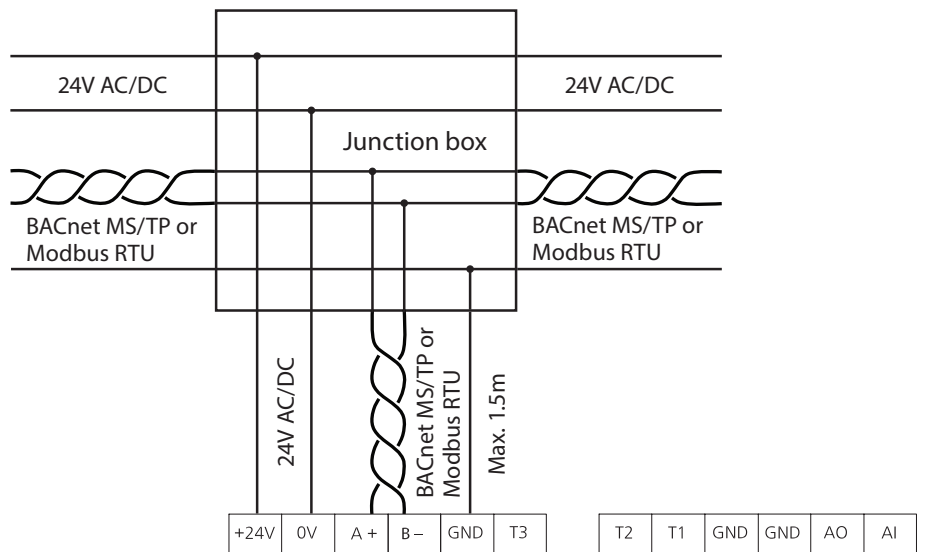 24V AC/DC
24V AC/DC
Junction box
BACnet MS/TP or
Modbus RTU
BACnet MS/TP or
Modbus RTU
24V AC/DC
BACnet MS/TP or
Modbus RTU
Max. 1.5m
+24V 0V A + B – GND T3 T2 T1 GND GND AO AI